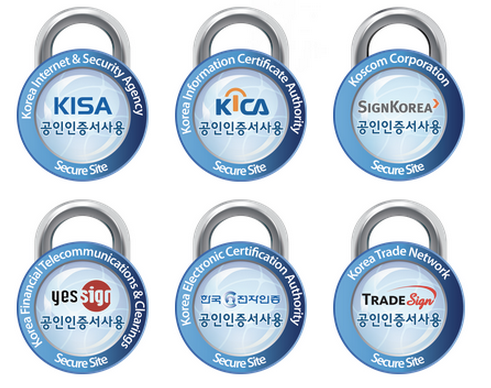 Korea Internet & Security Agency
KISA
공인인증서사용
Secure Site
Korea Information Certificate Authority
KICA
공인인증서사용
Secure Site
Koscom Corporation
SIGNKOREA
공인인증서사용
Secure Site
Korea Financial Telecommunications & Clearings
yessign
공인인증서사용
Secure Site
Korea Electronic Certification Authority
한국전자인증
공인인증서사용
Secure Site
Korea Trade Network
TRADESign
공인인증서사용
Secure Site